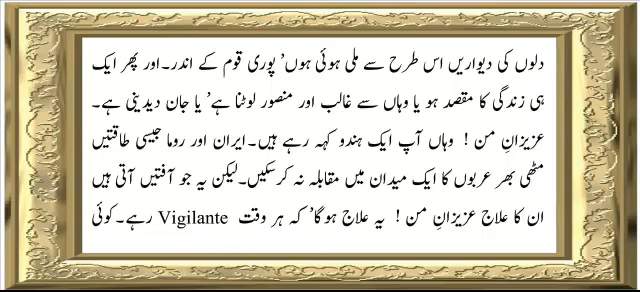 دلوں کی دیواریں اس طرح سے ملی ہوئی ہوں’ پوری قوم کے اندر۔اور پھر ایک
ہی زندگی کا مقصد ہو یا وہاں سے غالب اور منصور لوٹنا ہے’ یا جان دیدینی ہے۔
عزیزانِ من ! وہاں آپ ایک ہندو کہہ رہے ہیں۔ایران اور روما جیسی طاقتیں
مٹھی بھر عربوں کا ایک میدان میں مقابلہ نہ کرسکیں۔لیکن یہ جو آفتیں آتی ہیں
ان کا علاج عزیزانِ من ! یہ علاج ہوگا’ کہ ہر وقت Vigilante رہے۔کوئی